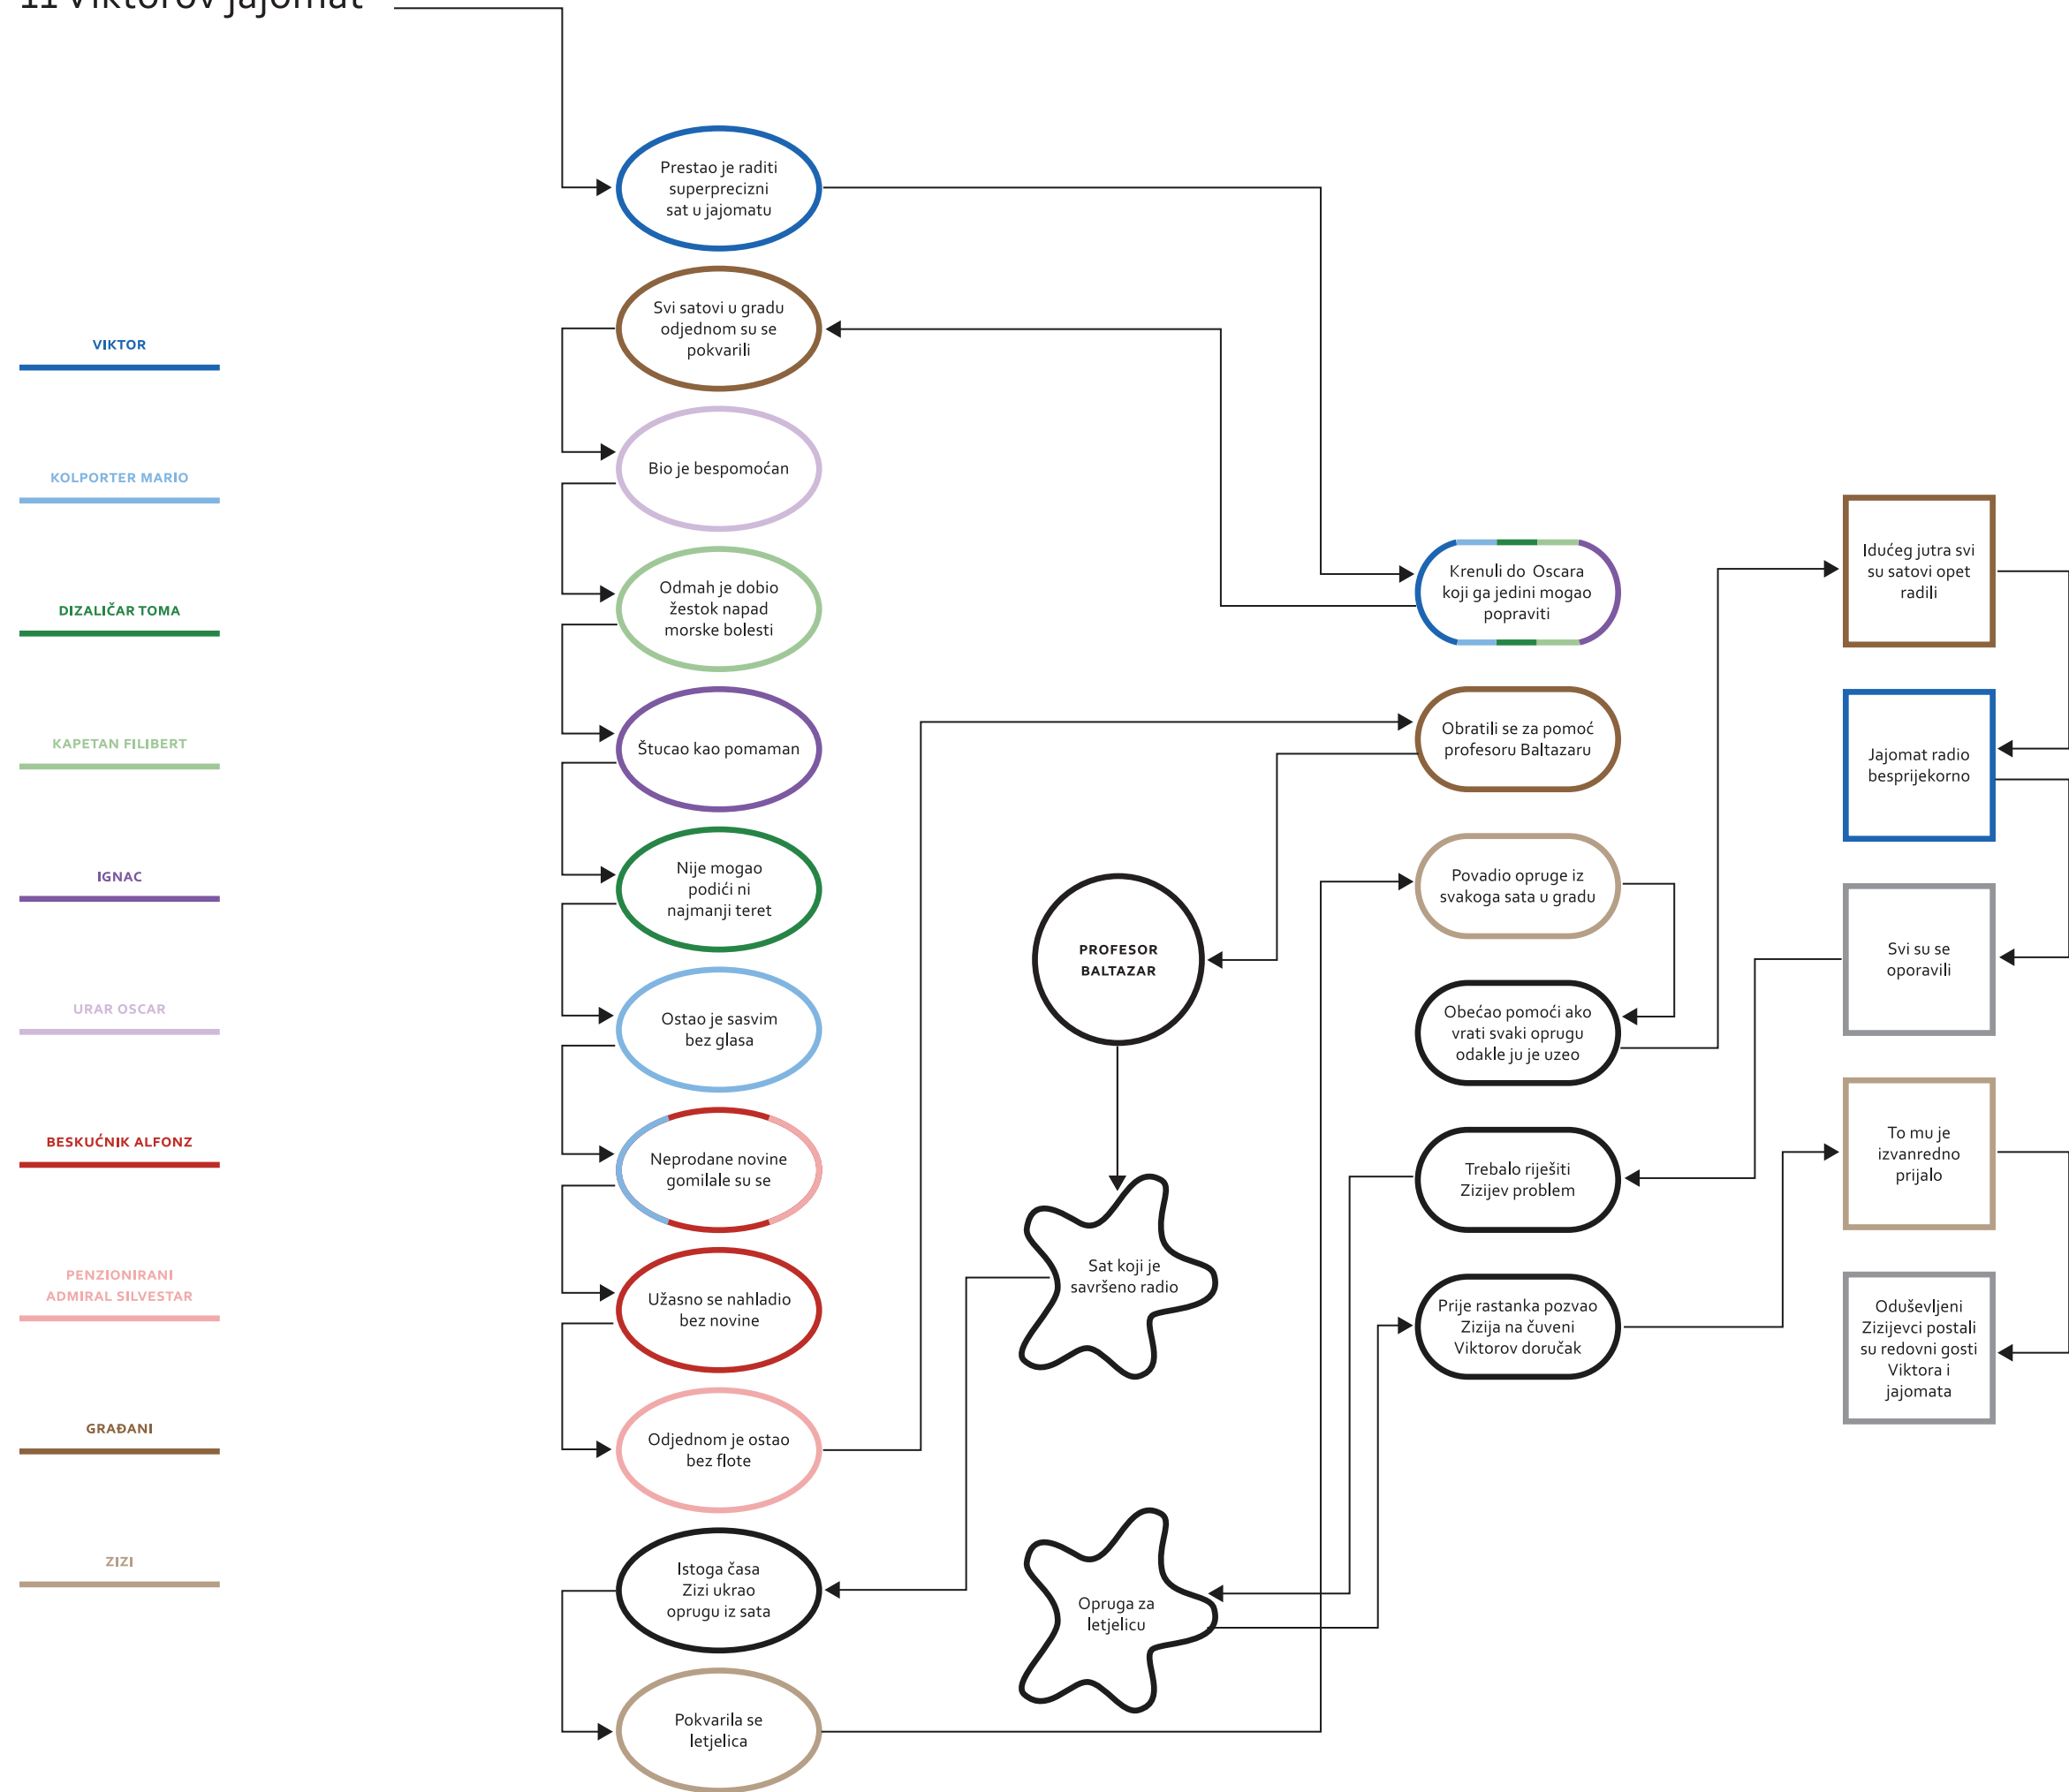 11 Viktorov jajomat
VIKTOR
KOLPORTER MARIO
DIZALIČAR TOMA
KAPETAN FILIBERT
IGNAC
URAR OSCAR
BESKUĆNIK ALFONZ
PENZIONIRANI
ADMIRAL SILVESTAR
GRAĐANI
ZIZI
Prestao je raditi
superprecizni
sat u jajomatu
Svi satovi u gradu
odjednom su se
pokvarili
Bio je bespomoćan
Odmah je dobio
žestok napad
morske bolesti
Štucao kao pomaman
Nije mogao
podići ni
najmanji teret
Ostao je sasvim
bez glasa
Neprodane novine
gomilale su se
Užasno se nahladio
bez novine
Odjednom je ostao
bez flote
Istoga časa
Zizi ukrao
oprugu iz sata
Pokvarila se
letjelica
PROFESOR
BALTAZAR
Sat koji je
savršeno radio
Opruga za
letjelicu
Krenuli do Oscara
koji ga jedini mogao
popraviti
Obratili se za pomoć
profesoru Baltazaru
Povadio opruge iz
svakoga sata u gradu
Obećao pomoći ako
vrati svaki oprugu
odakle ju je uzeo
Trebalo riješiti
Zizijev problem
Prije rastanka pozvao
Zizija na čuveni
Viktorov doručak
Idućeg jutra svi
su satovi opet
radili
Jajomat radio
besprijekorno
Svi su se
oporavili
To mu je
izvanredno
prijalo
Oduševljeni
Zizijevci postali
su redovni gosti
Viktora i
jajomata